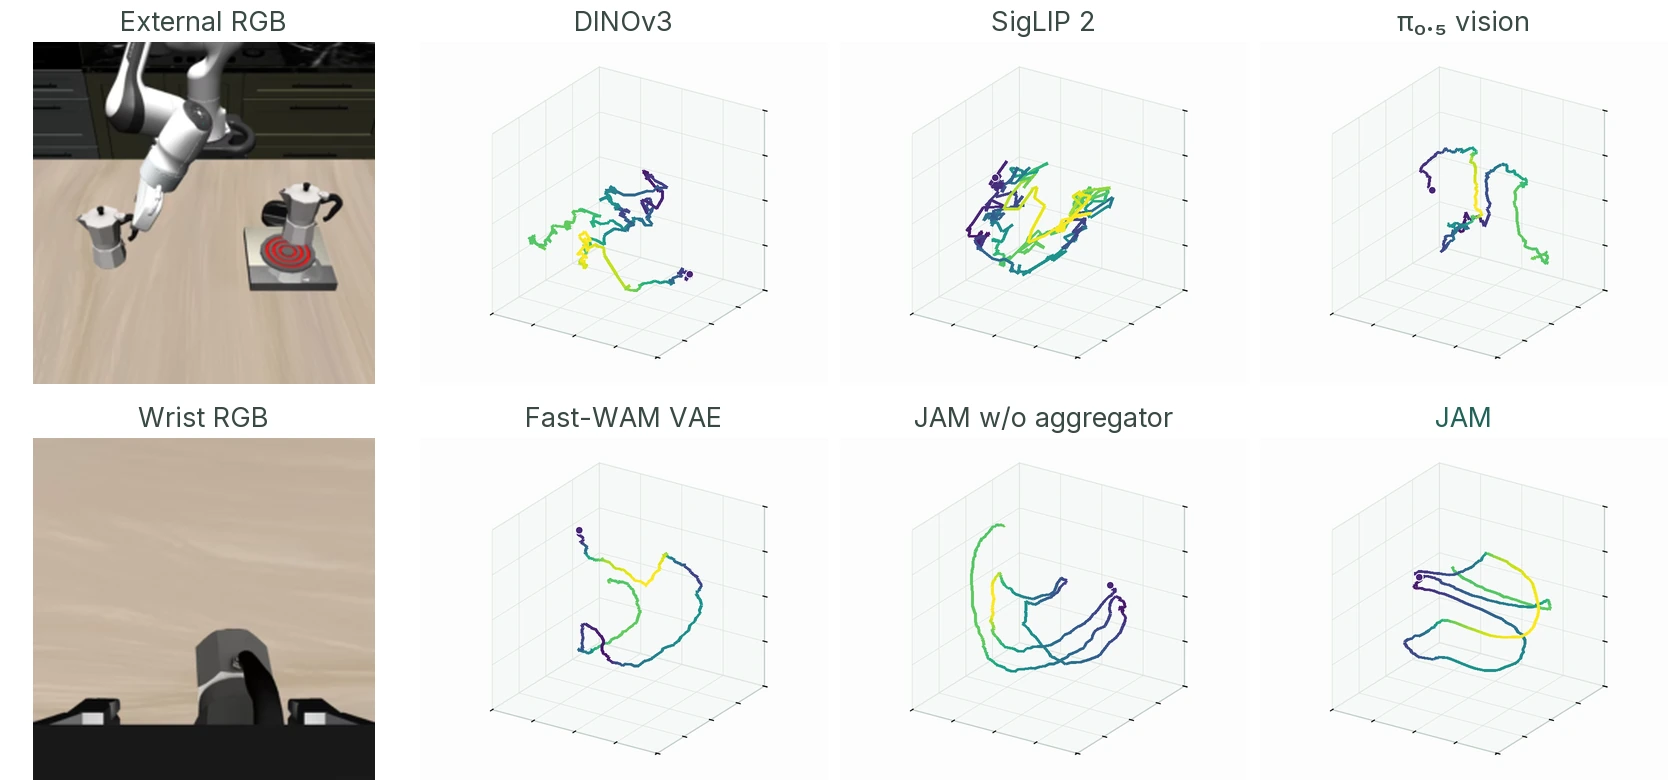 External RGB
DINOv3
SigLIP 2
π₀.₅ vision
Wrist RGB
Fast-WAM VAE
JAM w/o aggregator
JAM